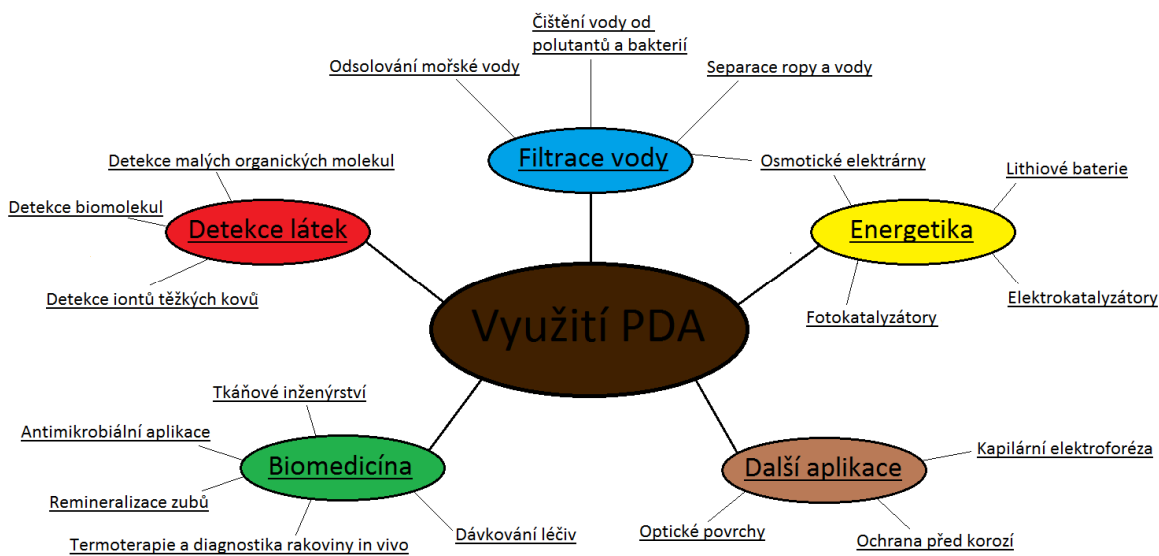 Čištění vody od
polutantů a bakterií
Odsolování mořské vody
Separace ropy a vody
Filtrace vody
Osmotické elektrárny
Lithiové baterie
Detekce malých organických molekul
Detekce biomolekul
Detekce látek
Energetika
Detekce iontů těžkých kovů
Elektrokatalyzátory
Fotokatalyzátory
Využití PDA
Tkáňové inženýrství
Antimikrobiální aplikace
Biomedicína
Remineralizace zubů
Termoterapie a diagnostika rakoviny in vivo
Dávkování léčiv
Další aplikace
Kapilární elektroforéza
Optické povrchy
Ochrana před korozí